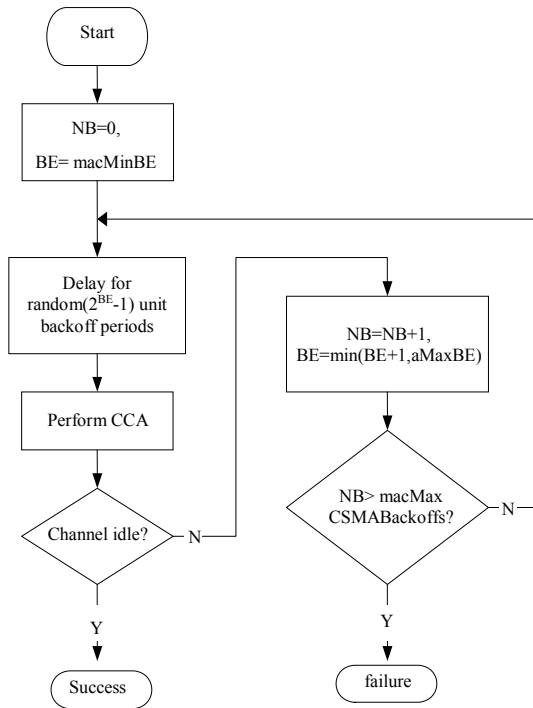 Start
NB=0,
BE= macMinBE
Delay for
random(2^BE-1) unit
backoff periods
Perform CCA
Channel idle?
N
Y
Success
NB=NB+1,
BE=min(BE+1,aMaxBE)
NB> macMax
CSMABackoffs?
N
Y
failure